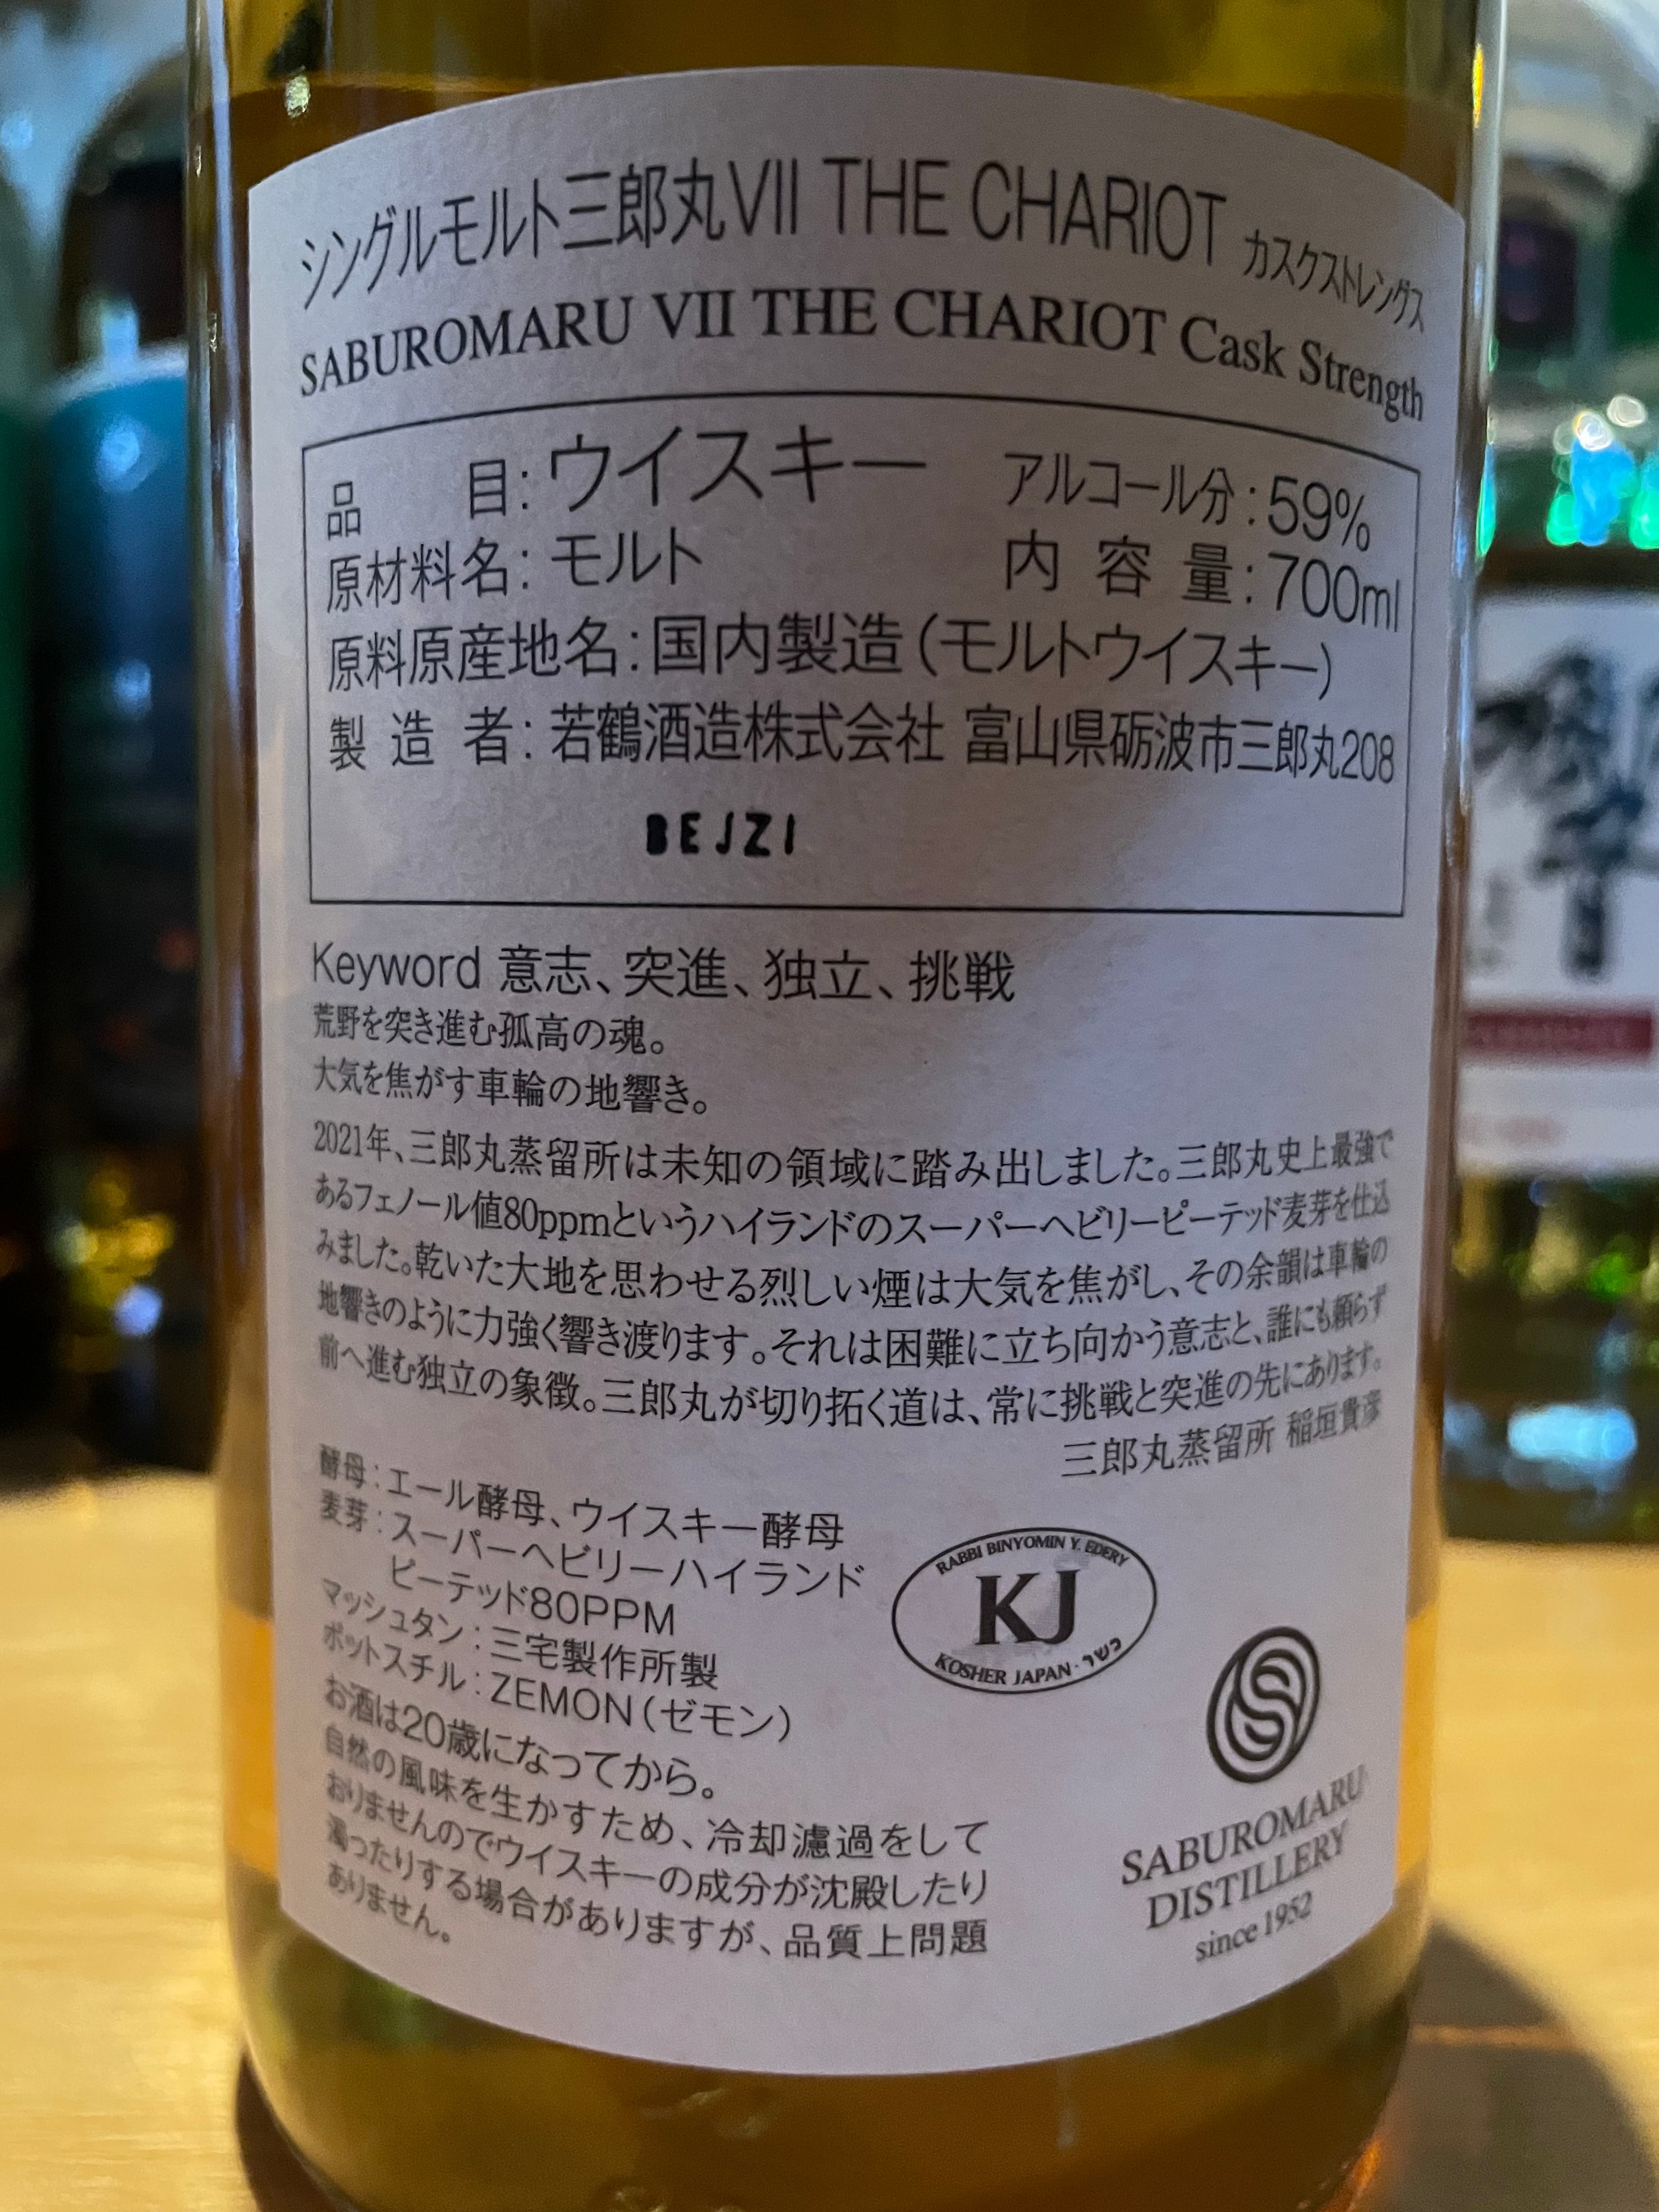 シングルモルト三郎丸VII THE CHARIOT カスクストレングス
SABUROMARU VII THE CHARIOT Cask Strength
品目：ウイスキー アルコール分：59%
原材料名：モルト 内容量：700ml
原料原産地名：国内製造（モルトウイスキー）
製造者：若鶴酒造株式会社 富山県砺波市三郎丸208
BEJZI
Keyword 意志、突進、独立、挑戦
荒野を突き進む孤高の魂。
大気を焦がす車輪の地響き。
2021年、三郎丸蒸留所は未知の領域に踏み出しました。三郎丸史上最強で
あるフェノール値80ppmというハイランドのスーパーヘビリーピーテッド麦芽を仕込
みました。乾いた大地を思わせる烈しい煙は大気を焦がし、その余韻は車輪の
地響きのように力強く響き渡ります。それは困難に立ち向かう意志と、誰にも頼らず
前へ進む独立の象徴。三郎丸が切り拓く道は、常に挑戦と突進の先にあります。
三郎丸蒸留所 稲垣貴彦
酵母：エール酵母、ウイスキー酵母
麦芽：スーパーヘビリーハイランド
ピーテッド80PPM
マッシュタン：三宅製作所製
ポットスチル：ZEMON（ゼモン）
お酒は20歳になってから。
自然の風味を生かすため、冷却濾過をして
おりませんのでウイスキーの成分が沈殿したり
濁ったりする場合がありますが、品質上問題
ありません。
RABBI BINYOMIN Y. EDERY
KJ
KOSHER JAPAN · כשר
S
SABUROMARU
DISTILLERY
since 1952
響